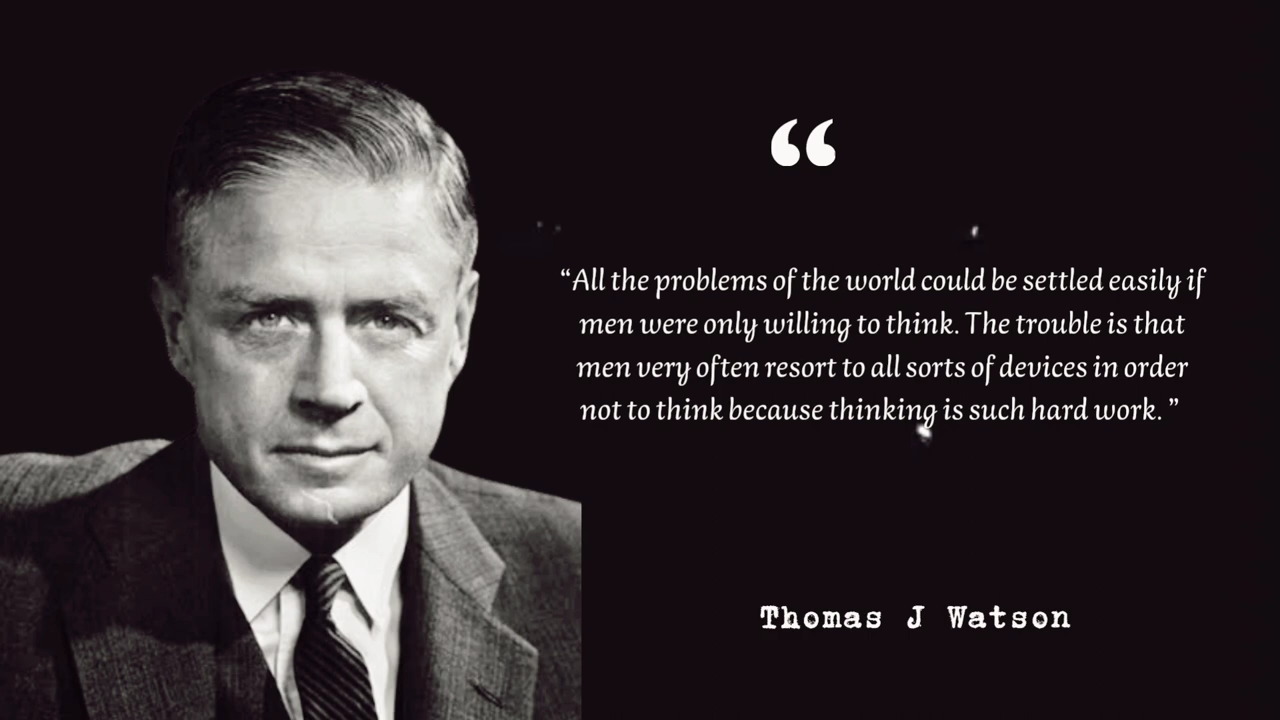 “
“All the problems of the world could be settled easily if
men were only willing to think. The trouble is that
men very often resort to all sorts of devices in order
not to think because thinking is such hard work. ”
Thomas J Watson